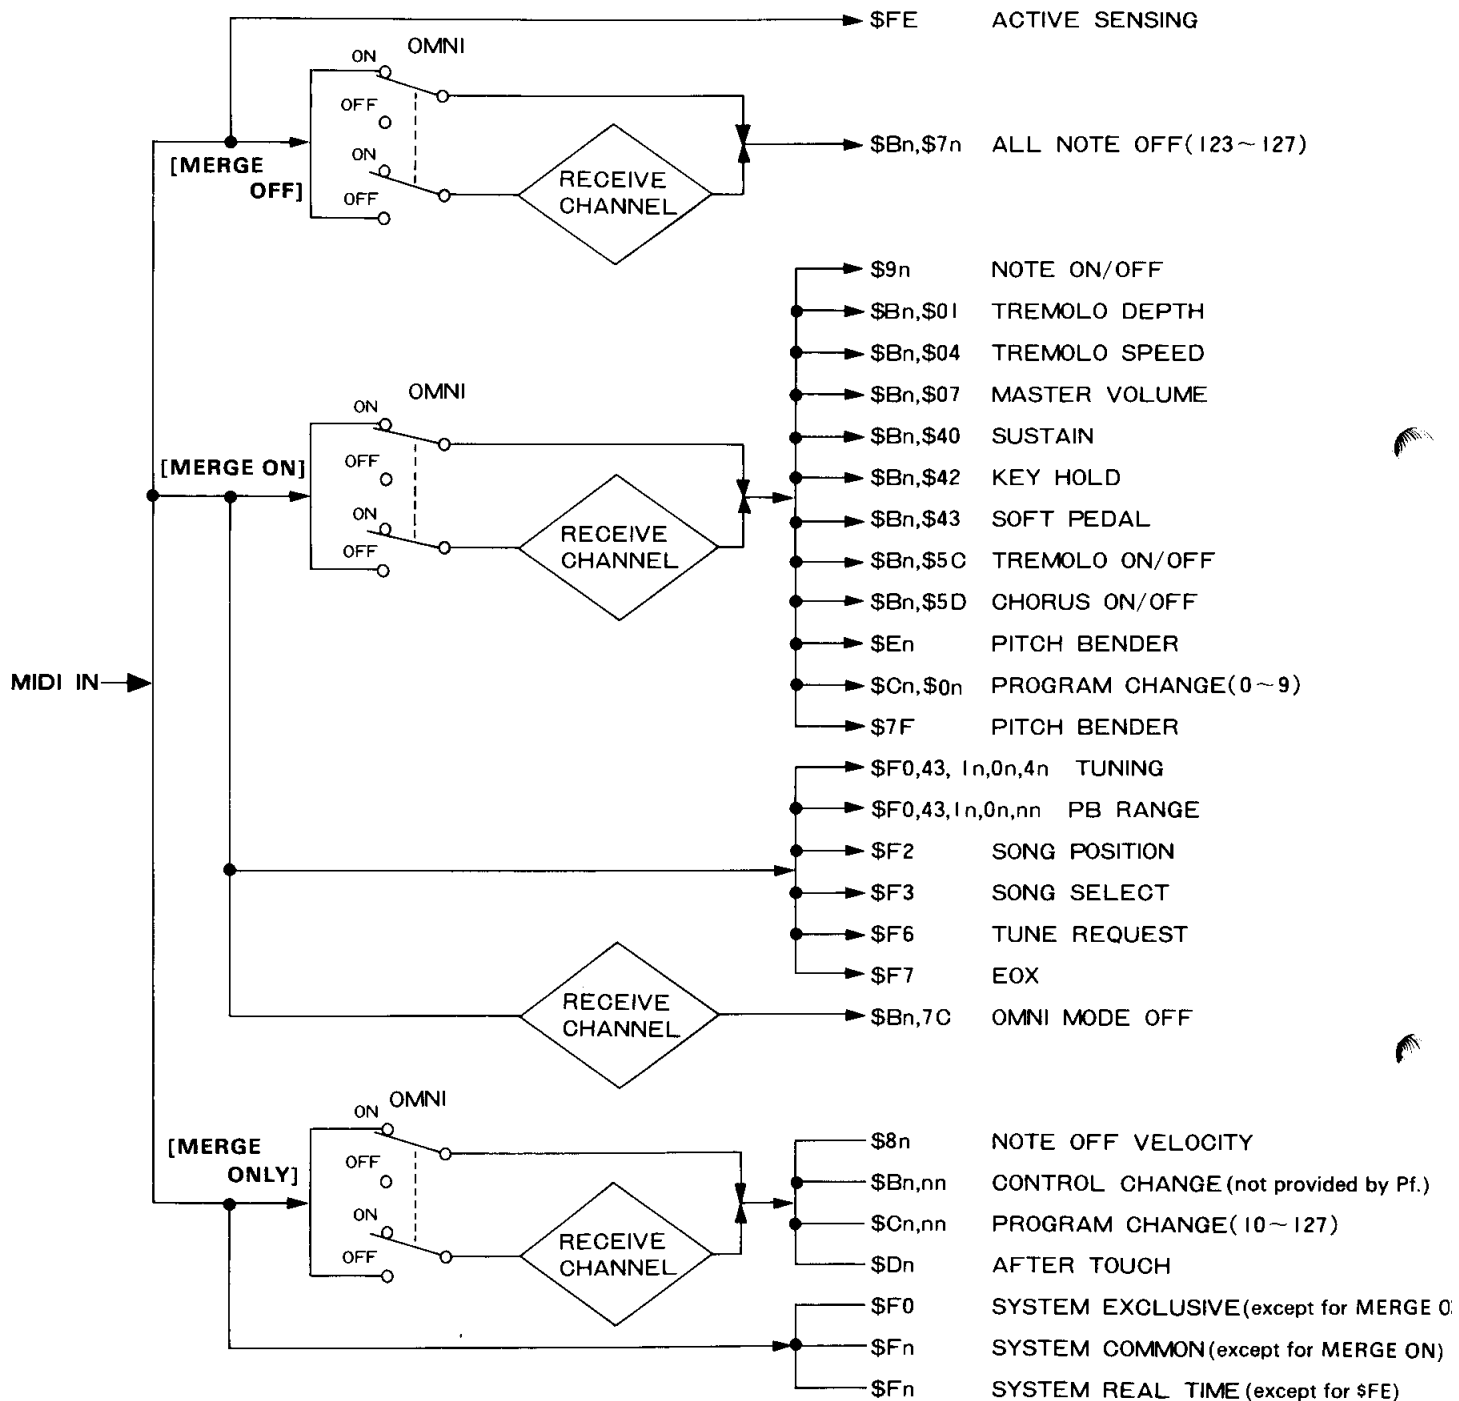 $FE ACTIVE SENSING
OMNI
ON
OFF
ON
OFF
[MERGE
OFF]
RECEIVE
CHANNEL
$Bn,$7n ALL NOTE OFF(123~127)
$9n NOTE ON/OFF
$Bn,$01 TREMOLO DEPTH
$Bn,$04 TREMOLO SPEED
$Bn,$07 MASTER VOLUME
$Bn,$40 SUSTAIN
$Bn,$42 KEY HOLD
$Bn,$43 SOFT PEDAL
$Bn,$5C TREMOLO ON/OFF
$Bn,$5D CHORUS ON/OFF
$En PITCH BENDER
$Cn,$0n PROGRAM CHANGE(0~9)
$7F PITCH BENDER
OMNI
ON
OFF
ON
OFF
[MERGE ON]
RECEIVE
CHANNEL
MIDI IN
$F0,43, 1n,0n,4n TUNING
$F0,43,1n,0n,nn PB RANGE
$F2 SONG POSITION
$F3 SONG SELECT
$F6 TUNE REQUEST
$F7 EOX
RECEIVE
CHANNEL
$Bn,7C OMNI MODE OFF
OMNI
ON
OFF
ON
OFF
[MERGE
ONLY]
RECEIVE
CHANNEL
$8n NOTE OFF VELOCITY
$Bn,nn CONTROL CHANGE(not provided by Pf.)
$Cn,nn PROGRAM CHANGE(10~127)
$Dn AFTER TOUCH
$F0 SYSTEM EXCLUSIVE(except for MERGE
$Fn SYSTEM COMMON(except for MERGE ON)
$Fn SYSTEM REAL TIME(except for $FE)